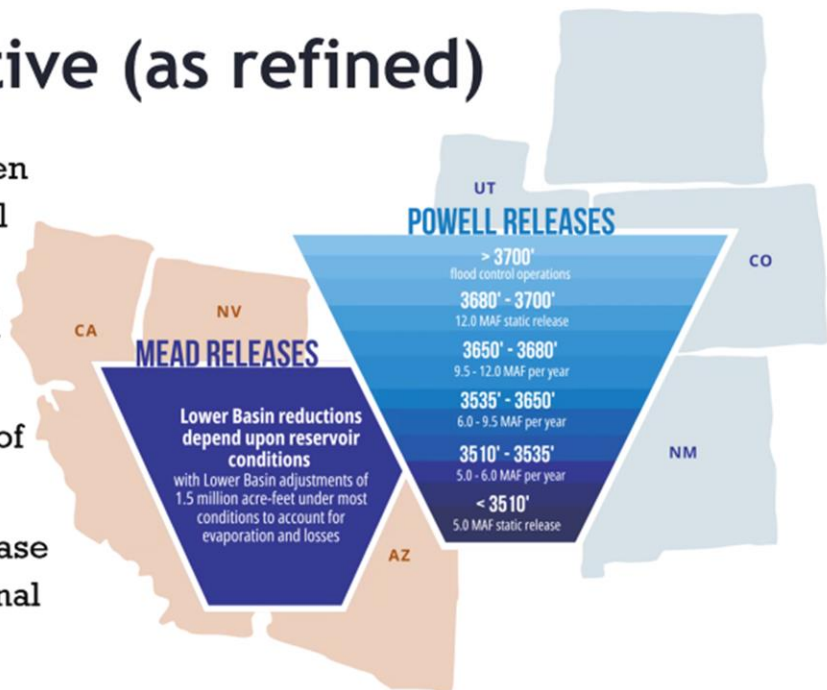 tive (as refined)
en
l
of
ase
nal
UT
CO
NV
CA
NM
AZ
POWELL RELEASES
> 3700'
flood control operations
3680' - 3700'
12.0 MAF static release
3650' - 3680'
9.5 - 12.0 MAF per year
3535' - 3650'
6.0 - 9.5 MAF per year
3510' - 3535'
5.0 - 6.0 MAF per year
< 3510'
5.0 MAF static release
MEAD RELEASES
Lower Basin reductions
depend upon reservoir
conditions
with Lower Basin adjustments of
1.5 million acre-feet under most
conditions to account for
evaporation and losses